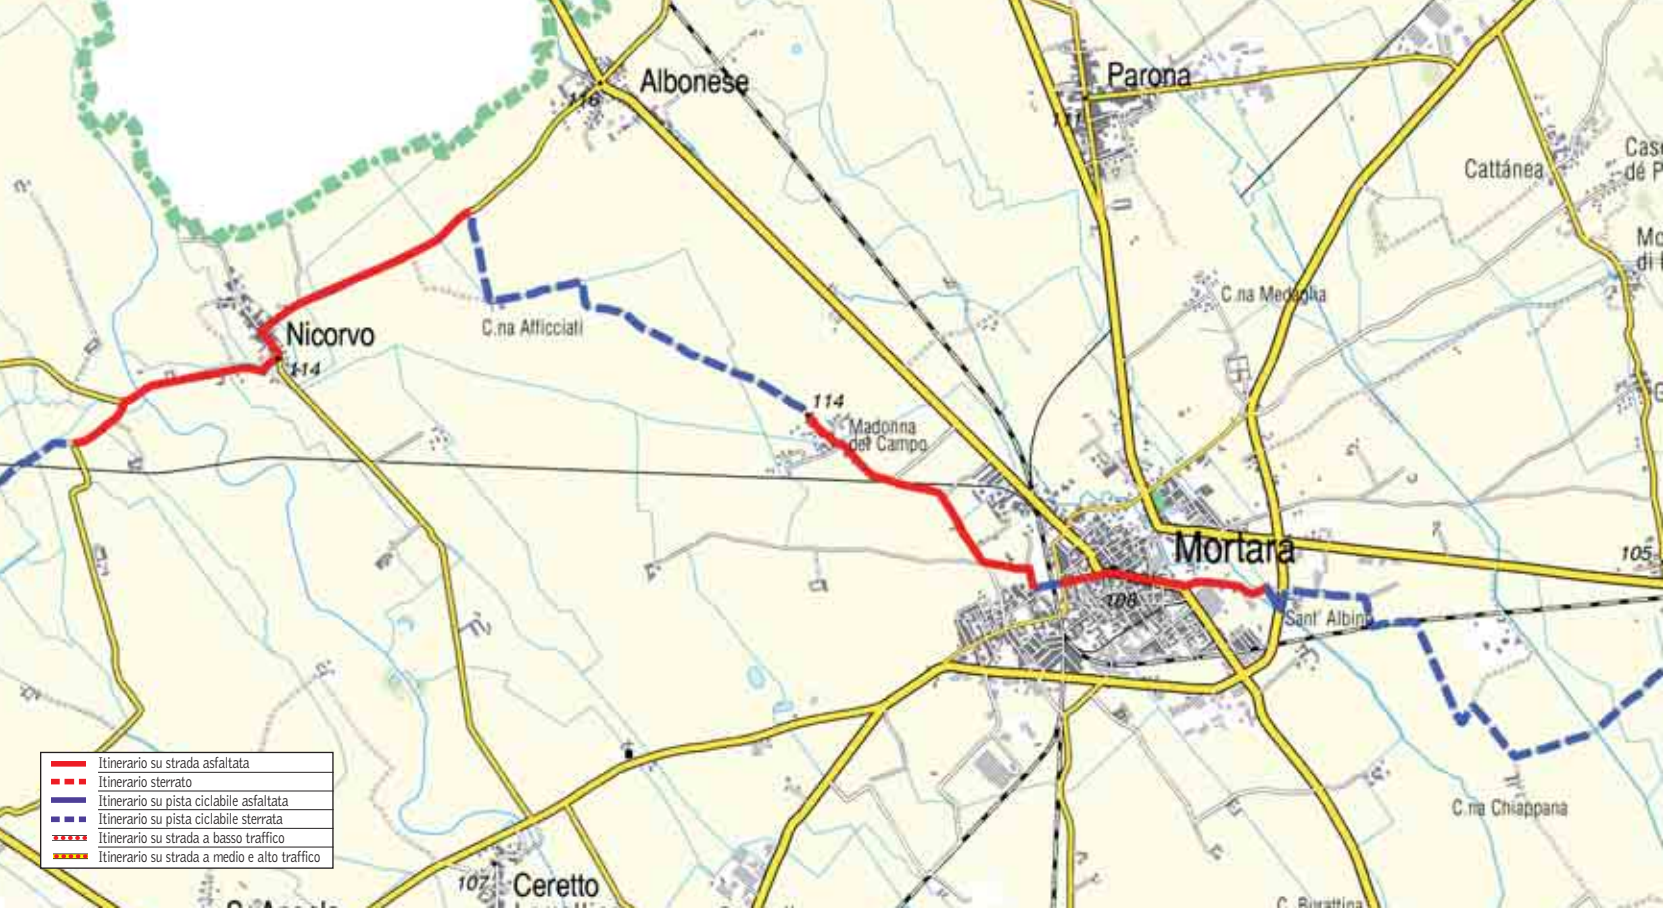 Albonese
116
Parona
111
Cattánea
Nicorvo
114
C.na Afficciati
C.na Medaglia
114
Madonna
del Campo
Mortara
108
105
Sant' Albino
C.na Chiappana
Itinerario su strada asfaltata
Itinerario sterrato
Itinerario su pista ciclabile asfaltata
Itinerario su pista ciclabile sterrata
Itinerario su strada a basso traffico
Itinerario su strada a medio e alto traffico
107
Ceretto
C. Burattina